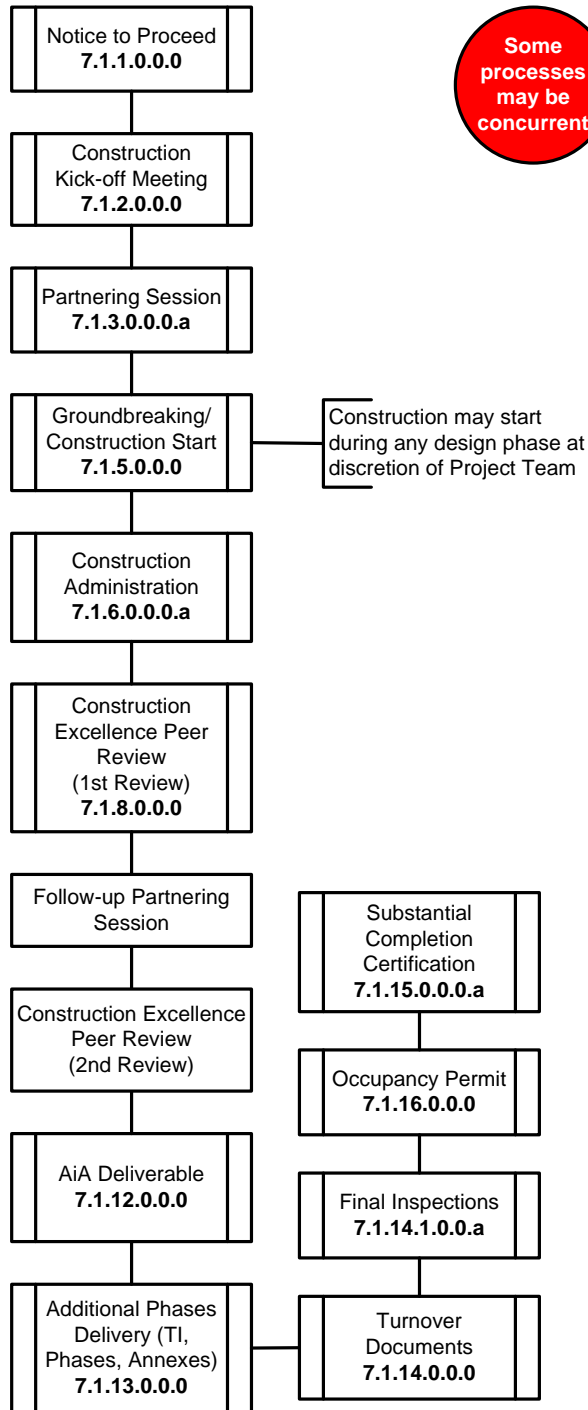 Notice to Proceed
7.1.1.0.0.0
Some
processes
may be
concurrent
Construction
Kick-off Meeting
7.1.2.0.0.0
Partnering Session
7.1.3.0.0.0.a
Groundbreaking/
Construction Start
7.1.5.0.0.0
Construction may start
during any design phase at
discretion of Project Team
Construction
Administration
7.1.6.0.0.0.a
Construction
Excellence Peer
Review
(1st Review)
7.1.8.0.0.0
Follow-up Partnering
Session
Construction Excellence
Peer Review
(2nd Review)
AiA Deliverable
7.1.12.0.0.0
Additional Phases
Delivery (TI,
Phases, Annexes)
7.1.13.0.0.0
Substantial
Completion
Certification
7.1.15.0.0.0.a
Occupancy Permit
7.1.16.0.0.0
Final Inspections
7.1.14.1.0.0.a
Turnover
Documents
7.1.14.0.0.0